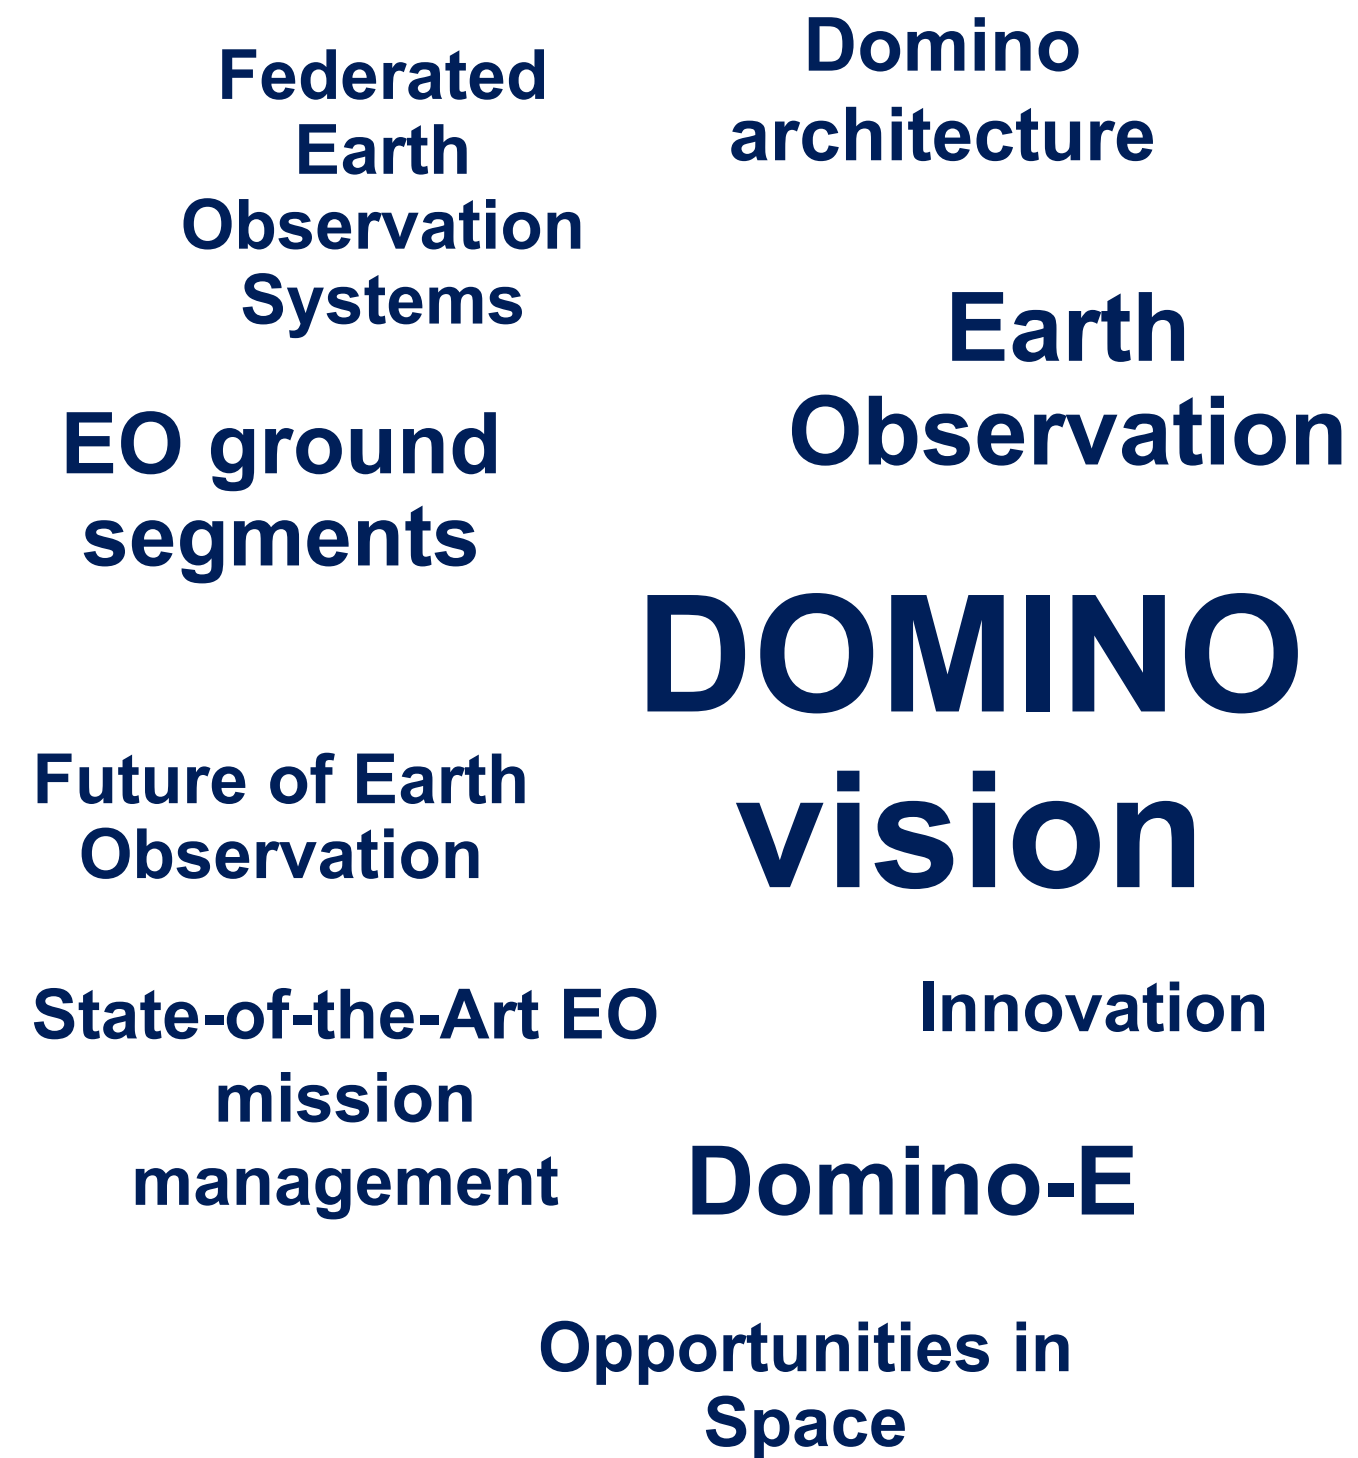 Federated
Earth
Observation
Systems
Domino
architecture
Earth
Observation
EO ground
segments
DOMINO
vision
Future of Earth
Observation
State-of-the-Art EO
mission
management
Innovation
Domino-E
Opportunities in
Space